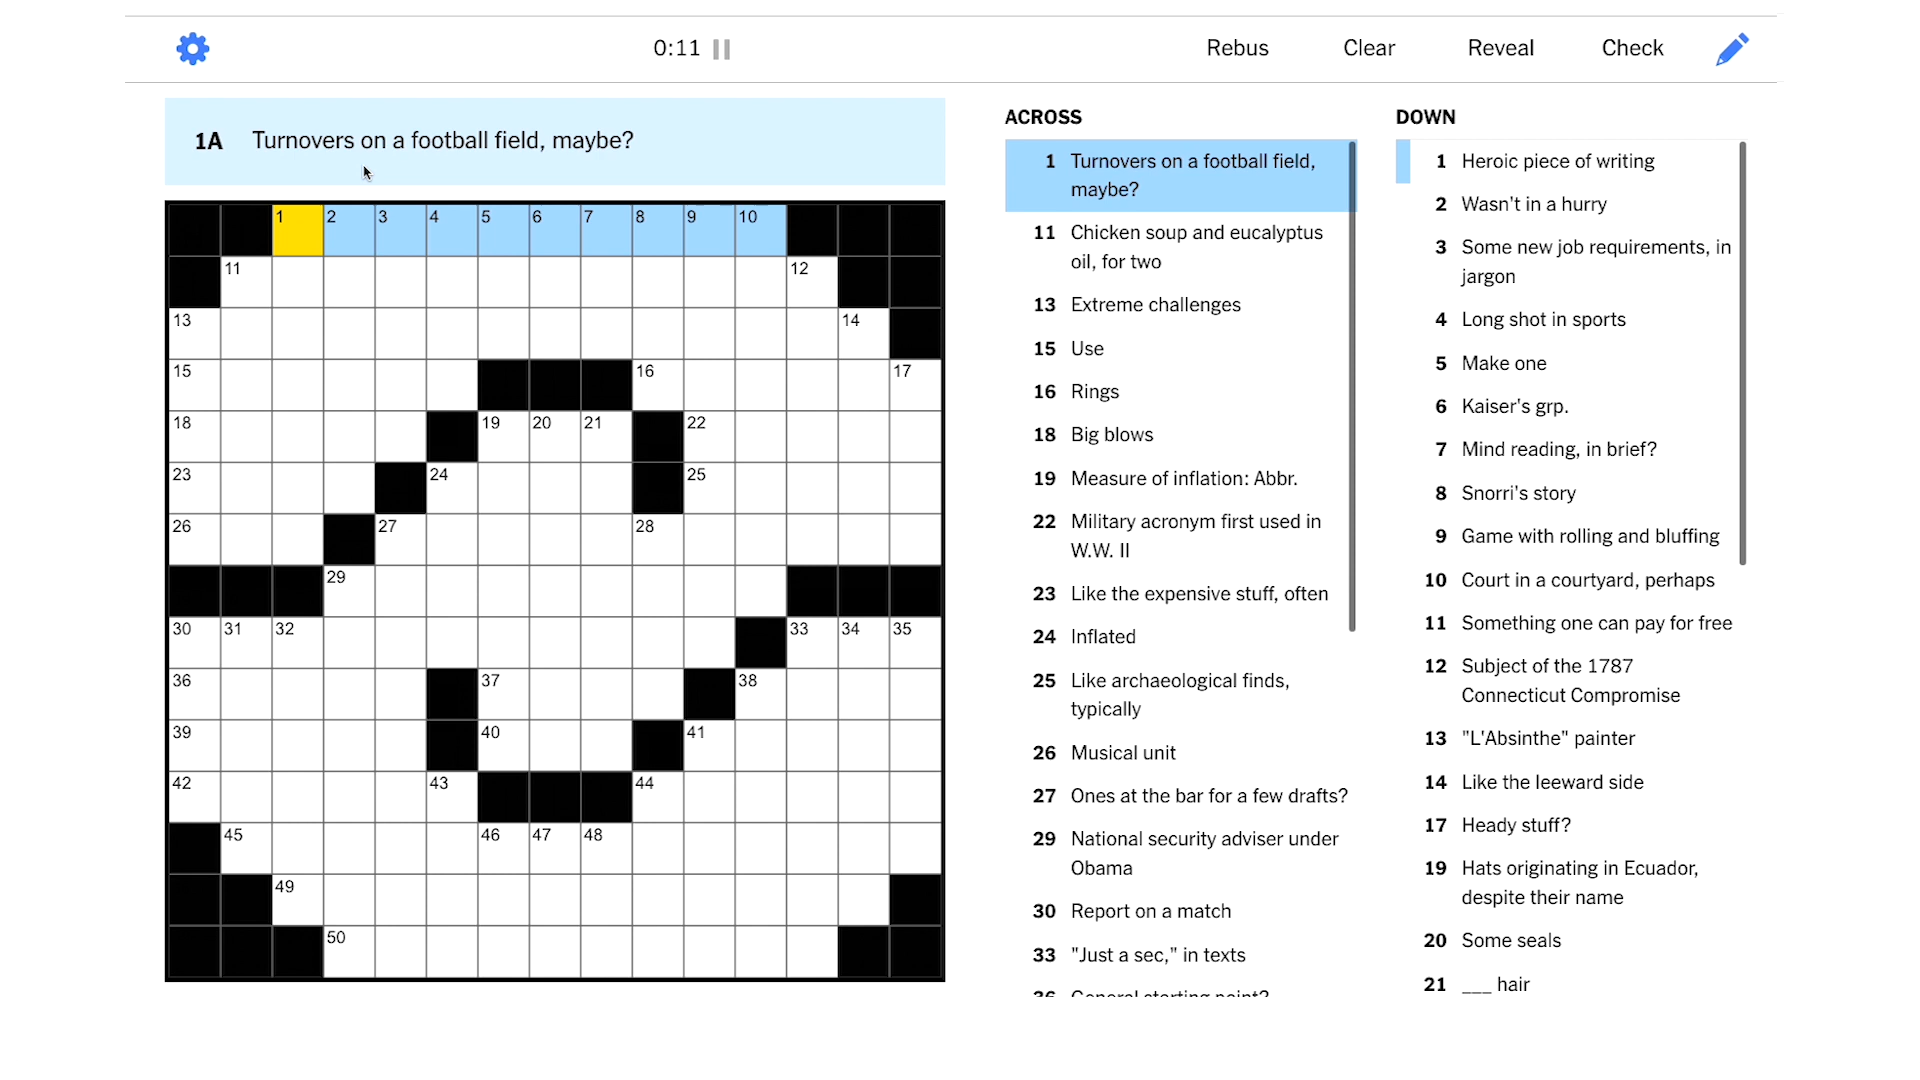 0:11
Rebus
Clear
Reveal
Check
1A Turnovers on a football field, maybe?
1 2 3 4 5 6 7 8 9 10
11 12
13 14
15 16 17
18 19 20 21 22
23 24 25
26 27 28
29
30 31 32 33 34 35
36 37 38
39 40 41
42 43 44
45 46 47 48
49
50
ACROSS
1 Turnovers on a football field,
maybe?
11 Chicken soup and eucalyptus
oil, for two
13 Extreme challenges
15 Use
16 Rings
18 Big blows
19 Measure of inflation: Abbr.
22 Military acronym first used in
W.W. II
23 Like the expensive stuff, often
24 Inflated
25 Like archaeological finds,
typically
26 Musical unit
27 Ones at the bar for a few drafts?
29 National security adviser under
Obama
30 Report on a match
33 "Just a sec," in texts
36 General starting point?
DOWN
1 Heroic piece of writing
2 Wasn't in a hurry
3 Some new job requirements, in
jargon
4 Long shot in sports
5 Make one
6 Kaiser's grp.
7 Mind reading, in brief?
8 Snorri's story
9 Game with rolling and bluffing
10 Court in a courtyard, perhaps
11 Something one can pay for free
12 Subject of the 1787
Connecticut Compromise
13 "L'Absinthe" painter
14 Like the leeward side
17 Heady stuff?
19 Hats originating in Ecuador,
despite their name
20 Some seals
21 ___ hair